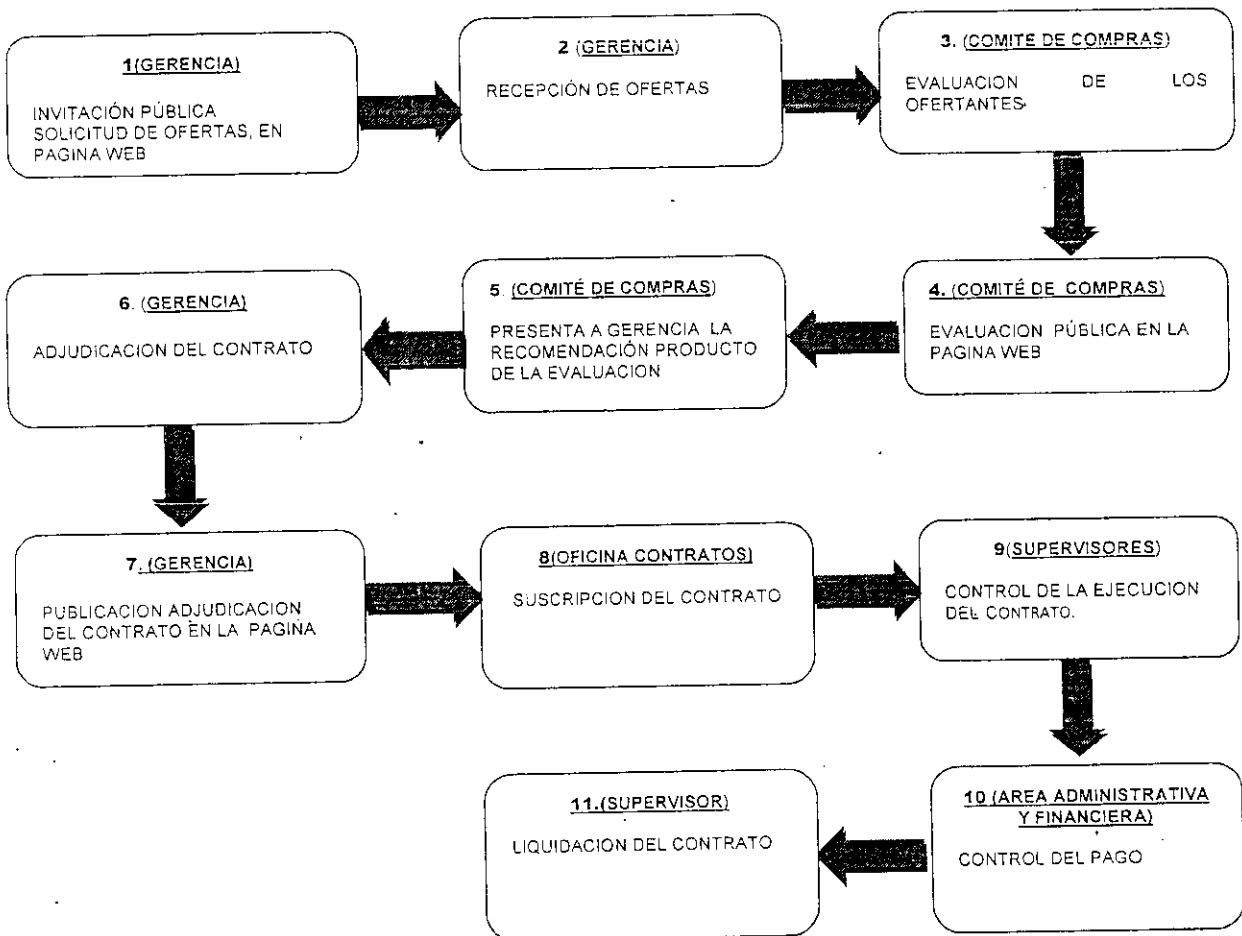 1(GERENCIA)
INVITACIÓN PÚBLICA
SOLICITUD DE OFERTAS, EN
PAGINA WEB
2 (GERENCIA)
RECEPCIÓN DE OFERTAS
3. (COMITE DE COMPRAS)
EVALUACION DE LOS
OFERTANTES
4. (COMITÉ DE COMPRAS)
EVALUACION PÚBLICA EN LA
PAGINA WEB
5. (COMITÉ DE COMPRAS)
PRESENTA A GERENCIA LA
RECOMENDACIÓN PRODUCTO
DE LA EVALUACION
6. (GERENCIA)
ADJUDICACION DEL CONTRATO
7. (GERENCIA)
PUBLICACION ADJUDICACION
DEL CONTRATO EN LA PAGINA
WEB
8(OFICINA CONTRATOS)
SUSCRIPCION DEL CONTRATO
9(SUPERVISORES)
CONTROL DE LA EJECUCION
DEL CONTRATO.
10 (AREA ADMINISTRATIVA
Y FINANCIERA)
CONTROL DEL PAGO
11.(SUPERVISOR)
LIQUIDACION DEL CONTRATO